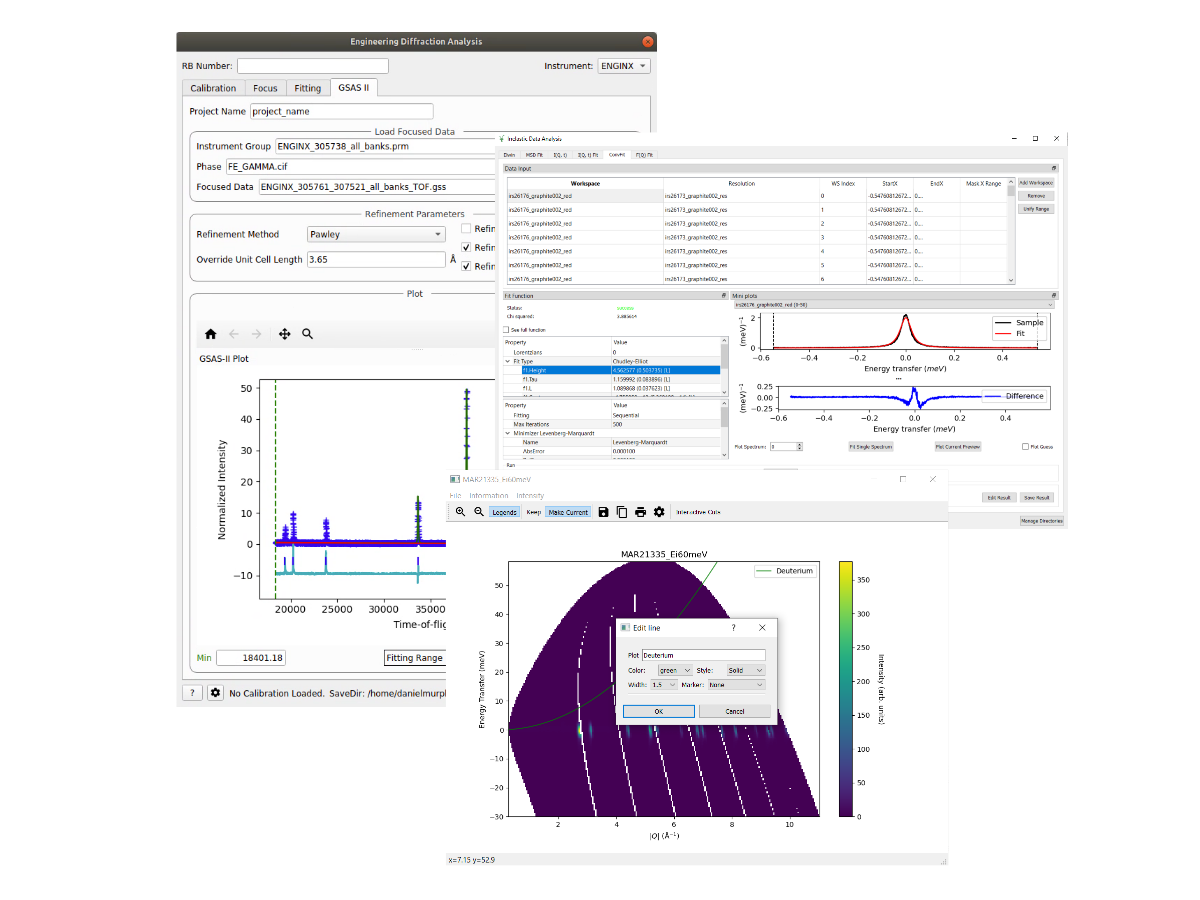 Engineering Diffraction Analysis
RB Number:
Instrument: ENGINX
Calibration Focus Fitting GSAS II
Project Name project_name
Load Focused Data
Instrument Group ENGINX_305738_all_banks.prm
Phase FE_GAMMA.cif
Focused Data ENGINX_305761_307521_all_banks_TOF.gss
Refinement Parameters
Refinement Method Pawley Refin
Refin
Override Unit Cell Length 3.65 Å Refin
Plot
GSAS-II Plot
50
40
30
20
10
0
−10
Normalized Intensity
20000 25000 30000 35000
Time-of-flig
Min 18401.18 Fitting Range
? No Calibration Loaded. SaveDir: /home/danielmurpl
Inelastic Data Analysis
Elwin MSD Fit I(Q, t) I(Q, t) Fit ConvFit F(Q) Fit
Data Input
Workspace Resolution WS Index StartX EndX Mask X Range
irs26176_graphite002_red irs26173_graphite002_res 0 -0.54760812672... 0....
irs26176_graphite002_red irs26173_graphite002_res 1 -0.54760812672... 0....
irs26176_graphite002_red irs26173_graphite002_res 2 -0.54760812672... 0....
irs26176_graphite002_red irs26173_graphite002_res 3 -0.54760812672... 0....
irs26176_graphite002_red irs26173_graphite002_res 4 -0.54760812672... 0....
irs26176_graphite002_red irs26173_graphite002_res 5 -0.54760812672... 0....
irs26176_graphite002_red irs26173_graphite002_res 6 -0.54760812672... 0....
Add Workspace
Remove
Unify Range
Fit Function
Status:
Chi squared:
See full function
Property Value
Lorentzians 0
Fit Type Chudley-Elliot
f1.Height 4.562577 (0.503735) [L]
f1.Tau 1.159992 (0.083896) [L]
f1.L 1.089868 (0.037623) [L]
Property Value
Fitting Sequential
Max Iterations 500
Minimizer Levenberg-Marquardt
Name Levenberg-Marquardt
AbsError 0.000100
Run
Mini plots
irs26176_graphite002_red (0-50)
2
0
(meV)⁻¹
Sample
Fit
−0.6 −0.4 −0.2 0.0 0.2 0.4
Energy transfer (meV)
...
0.25
0.00
−0.25
(meV)⁻¹
Difference
−0.6 −0.4 −0.2 0.0 0.2 0.4
Energy transfer (meV)
Plot Spectrum: 0 Fit Single Spectrum Plot Current Preview Plot Guess
Edit Result Save Result
Manage Directories
MAR21335_Ei60meV
File Information Intensity
Legends Keep Make Current Interactive Cuts
MAR21335_Ei60meV
Deuterium
50
40
30
20
10
0
−10
−20
−30
Energy Transfer (meV)
2 4 6 8 10
|Q| (Å⁻¹)
350
300
250
200
150
100
50
0
Intensity (arb. units)
Edit line ?
Plot Deuterium
Color: green Style: Solid
Width: 1.5 Marker: None
OK Cancel
x=7.15 y=52.9